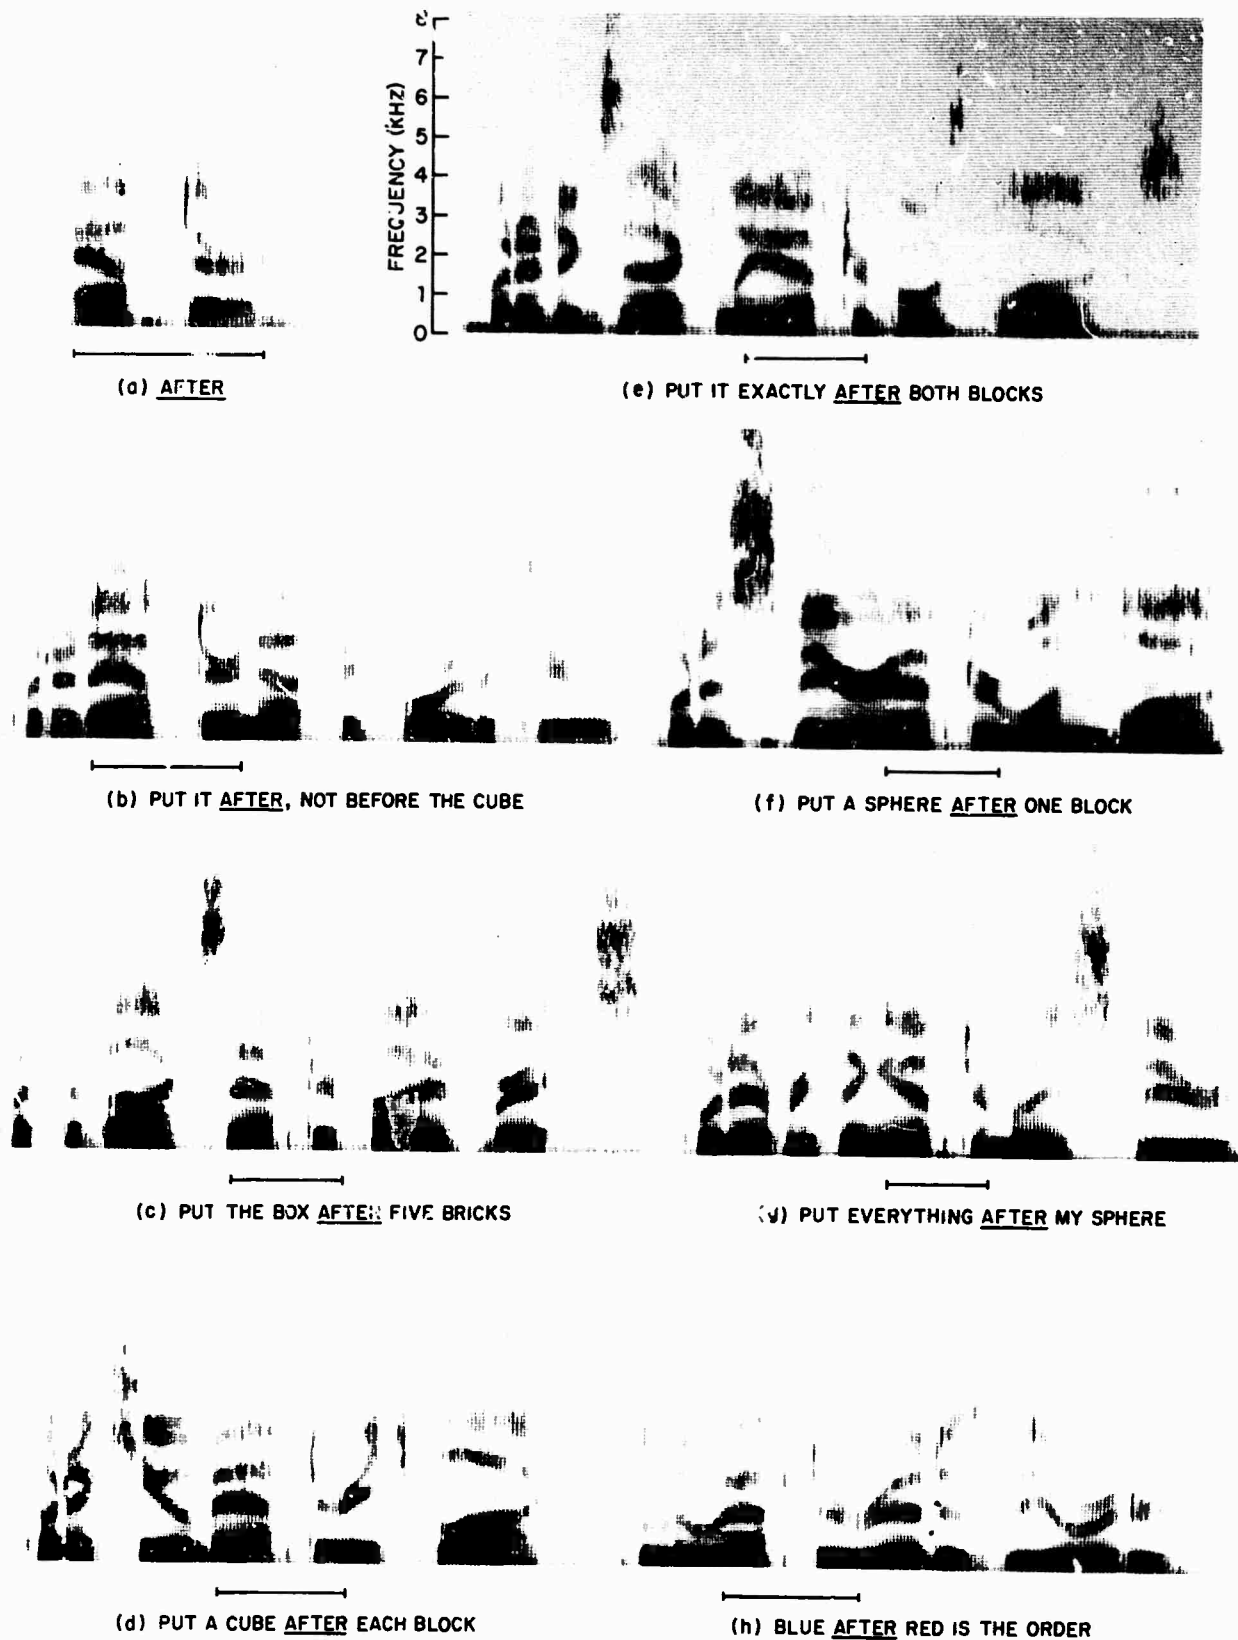 8
7
6
5
4
3
2
1
0
FREQUENCY (KHZ)
(a) AFTER
(e) PUT IT EXACTLY AFTER BOTH BLOCKS
(b) PUT IT AFTER, NOT BEFORE THE CUBE
(f) PUT A SPHERE AFTER ONE BLOCK
(c) PUT THE BOX AFTER FIVE BRICKS
(g) PUT EVERYTHING AFTER MY SPHERE
(d) PUT A CUBE AFTER EACH BLOCK
(h) BLUE AFTER RED IS THE ORDER